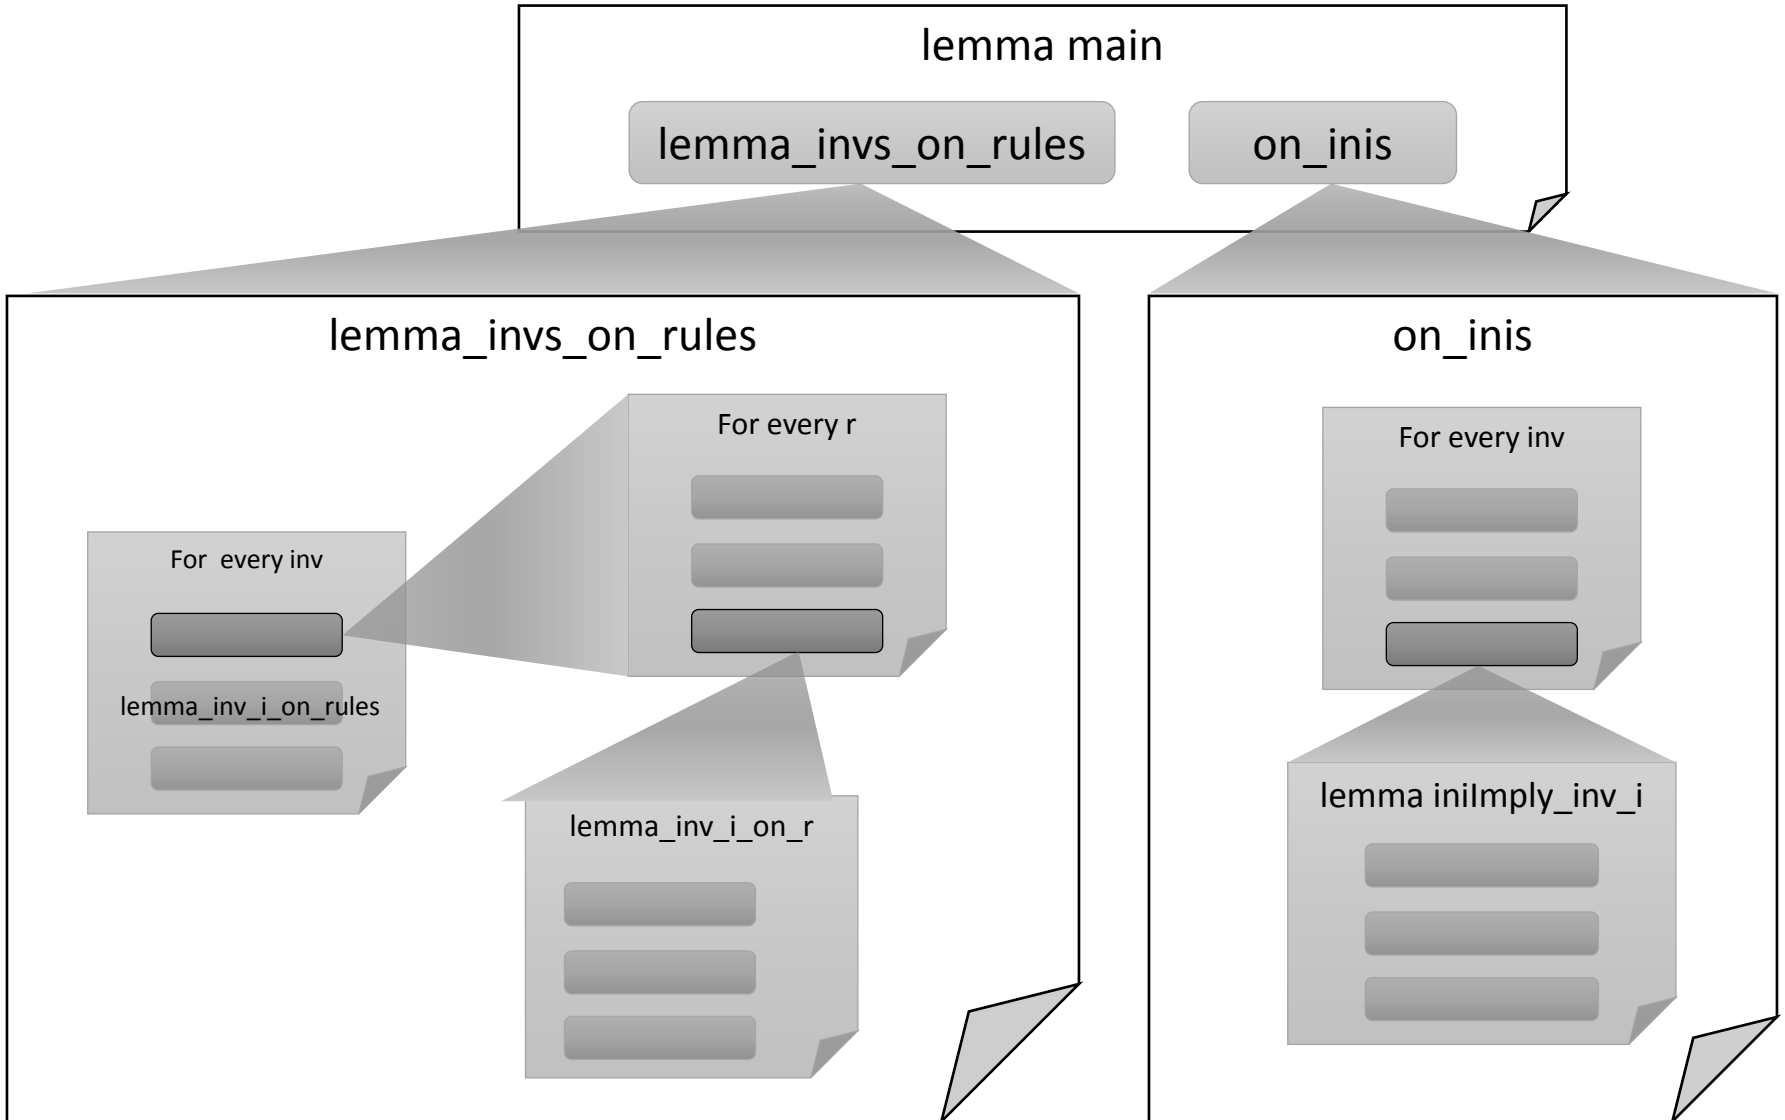 lemma main
lemma_invs_on_rules
on_inis
lemma_invs_on_rules
For every r
For  every inv
lemma_inv_i_on_rules
lemma_inv_i_on_r
on_inis
For every inv
lemma iniImply_inv_i